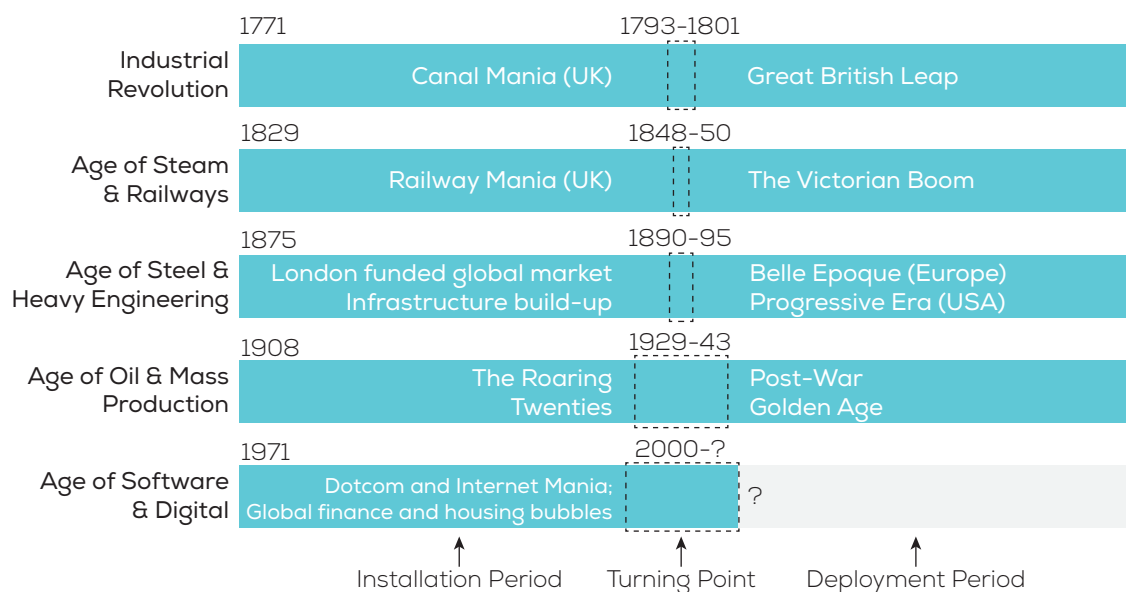 1771
1793-1801
Industrial
Revolution
Canal Mania (UK)
Great British Leap
1829
1848-50
Age of Steam
& Railways
Railway Mania (UK)
The Victorian Boom
1875
1890-95
Age of Steel &
Heavy Engineering
London funded global market
Infrastructure build-up
Belle Epoque (Europe)
Progressive Era (USA)
1908
1929-43
Age of Oil & Mass
Production
The Roaring
Twenties
Post-War
Golden Age
1971
2000-?
Age of Software
& Digital
Dotcom and Internet Mania;
Global finance and housing bubbles
?
Installation Period
Turning Point
Deployment Period